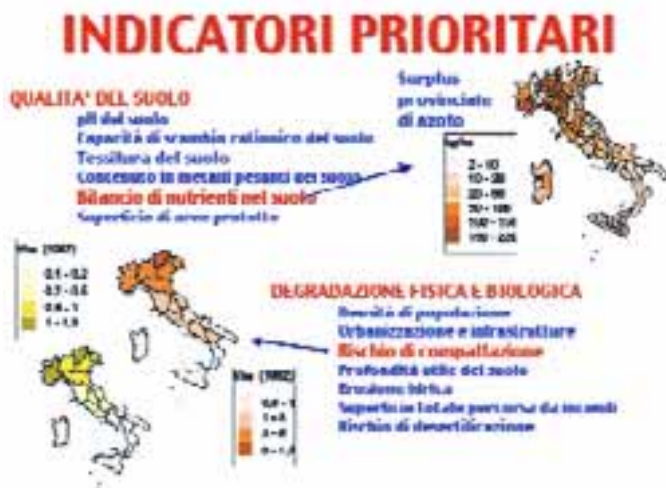 INDICATORI PRIORITARI
QUALITA' DEL SUOLO
pH del suolo
Capacità di scambio cationico del suolo
Tessitura del suolo
Contenuto in metalli pesanti del suolo
Bilancio di nutrienti nel suolo
Superficie di aree protette
Surplus
provinciale
di azoto
2 - 10
DEGRADAZIONE FISICA E BIOLOGICA
Densità di popolazione
Urbanizzazione e infrastrutture
Rischio di compattazione
Profondità utile del suolo
Erosione idrica
Superficie totale percorsa da incendi
Rischio di desertificazione